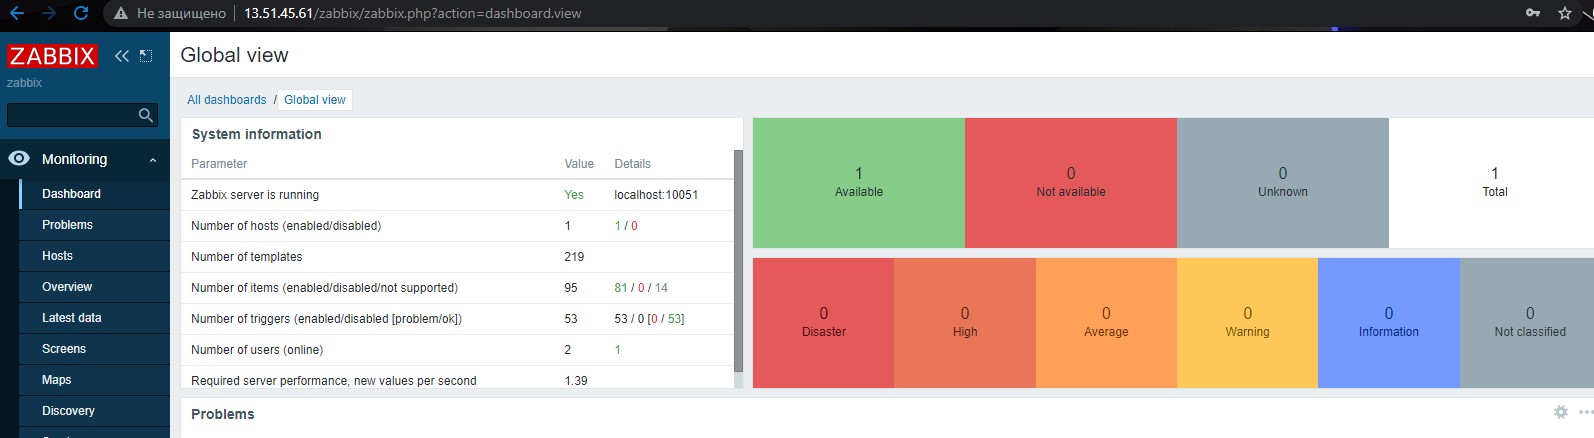 Не защищено 13.51.45.61/zabbix/zabbix.php?action=dashboard.view
ZABBIX
zabbix
Monitoring
Dashboard
Problems
Hosts
Overview
Latest data
Screens
Maps
Discovery
Global view
All dashboards / Global view
System information
Parameter Value Details
Zabbix server is running Yes localhost:10051
Number of hosts (enabled/disabled) 1 1 / 0
Number of templates 219
Number of items (enabled/disabled/not supported) 95 81 / 0 / 14
Number of triggers (enabled/disabled [problem/ok]) 53 53 / 0 [0 / 53]
Number of users (online) 2 1
Required server performance, new values per second 1.39
1 0 0 1
Available Not available Unknown Total
0 0 0 0 0 0
Disaster High Average Warning Information Not classified
Problems